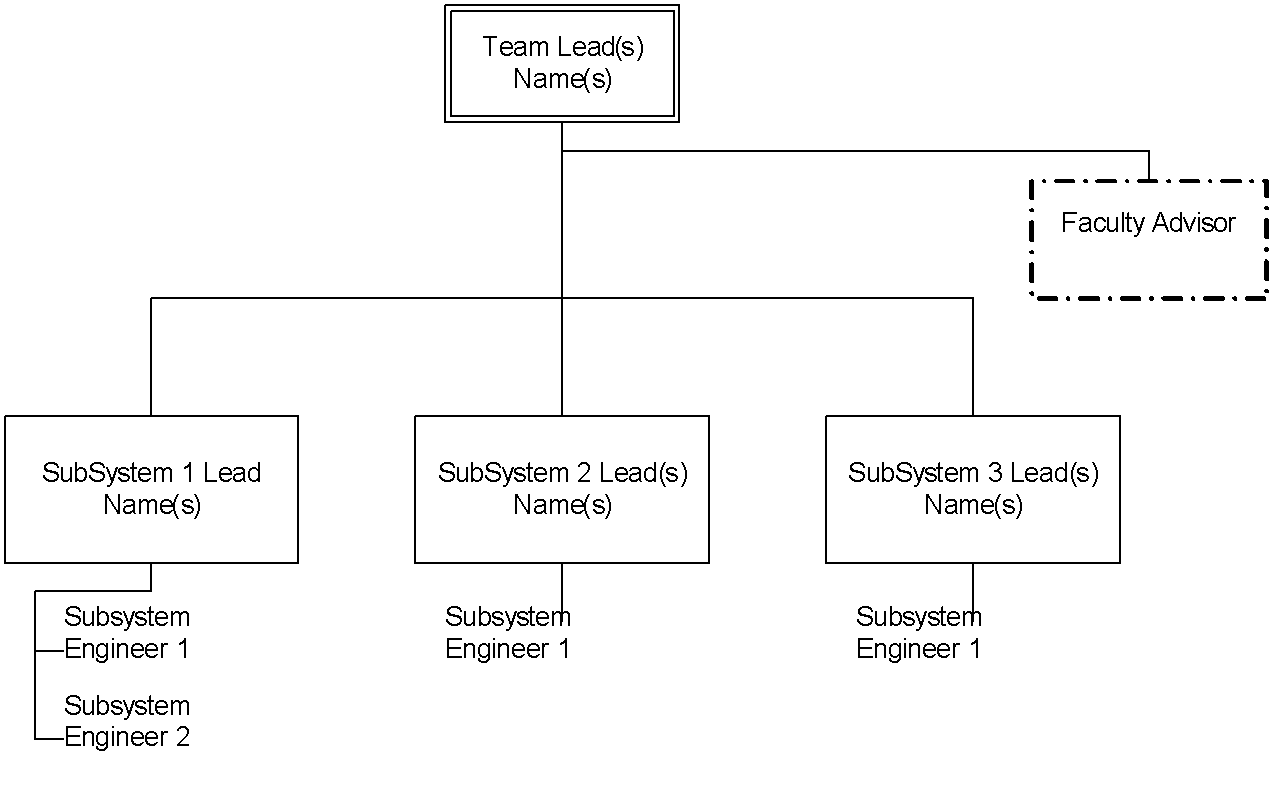 Team Lead(s)
Name(s)
Faculty Advisor
SubSystem 1 Lead
Name(s)
SubSystem 2 Lead(s)
Name(s)
SubSystem 3 Lead(s)
Name(s)
Subsystem
Engineer 1
Subsystem
Engineer 2
Subsystem
Engineer 1
Subsystem
Engineer 1